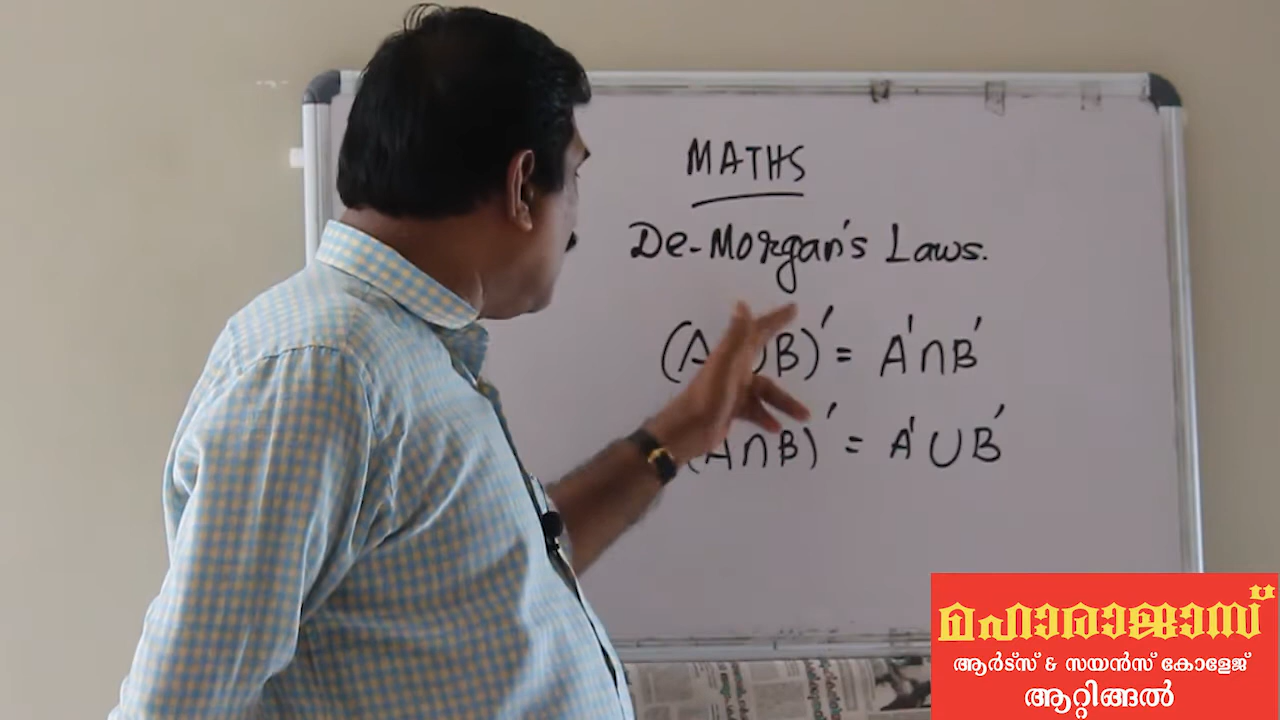 MATHS
De-Morgan's Laws.
(A∪B)' = A'∩B'
(A∩B)' = A'∪B'
മഹാരാജാസ്
ആർട്സ് & സയൻസ് കോളേജ്
ആറ്റിങ്ങൽ